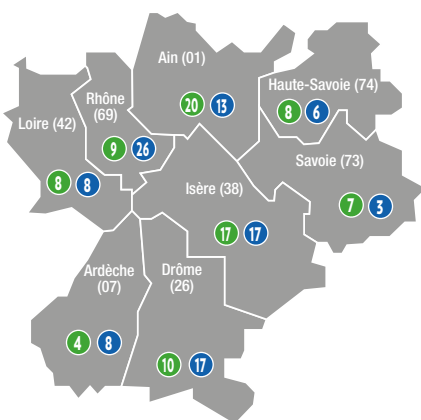 Ain (01)
20 13
Haute-Savoie (74)
8 6
Rhône
(69)
9 26
Loire (42)
8 8
Savoie (73)
7 3
Isère (38)
17 17
Ardèche
(07)
4 8
Drôme
(26)
10 17